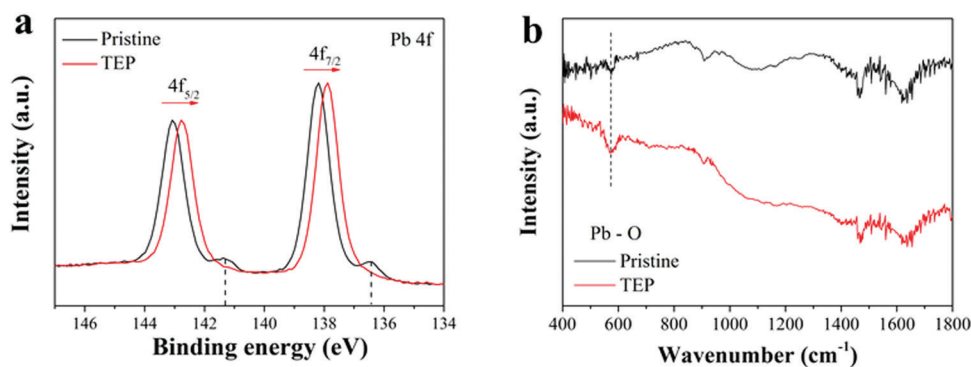 a
Pristine
TEP
Pb 4f
4f5/2
4f7/2
Intensity (a.u.)
146 144 142 140 138 136 134
Binding energy (eV)
b
Intensity (a.u.)
Pb - O
Pristine
TEP
400 600 800 1000 1200 1400 1600 1800
Wavenumber (cm-1)